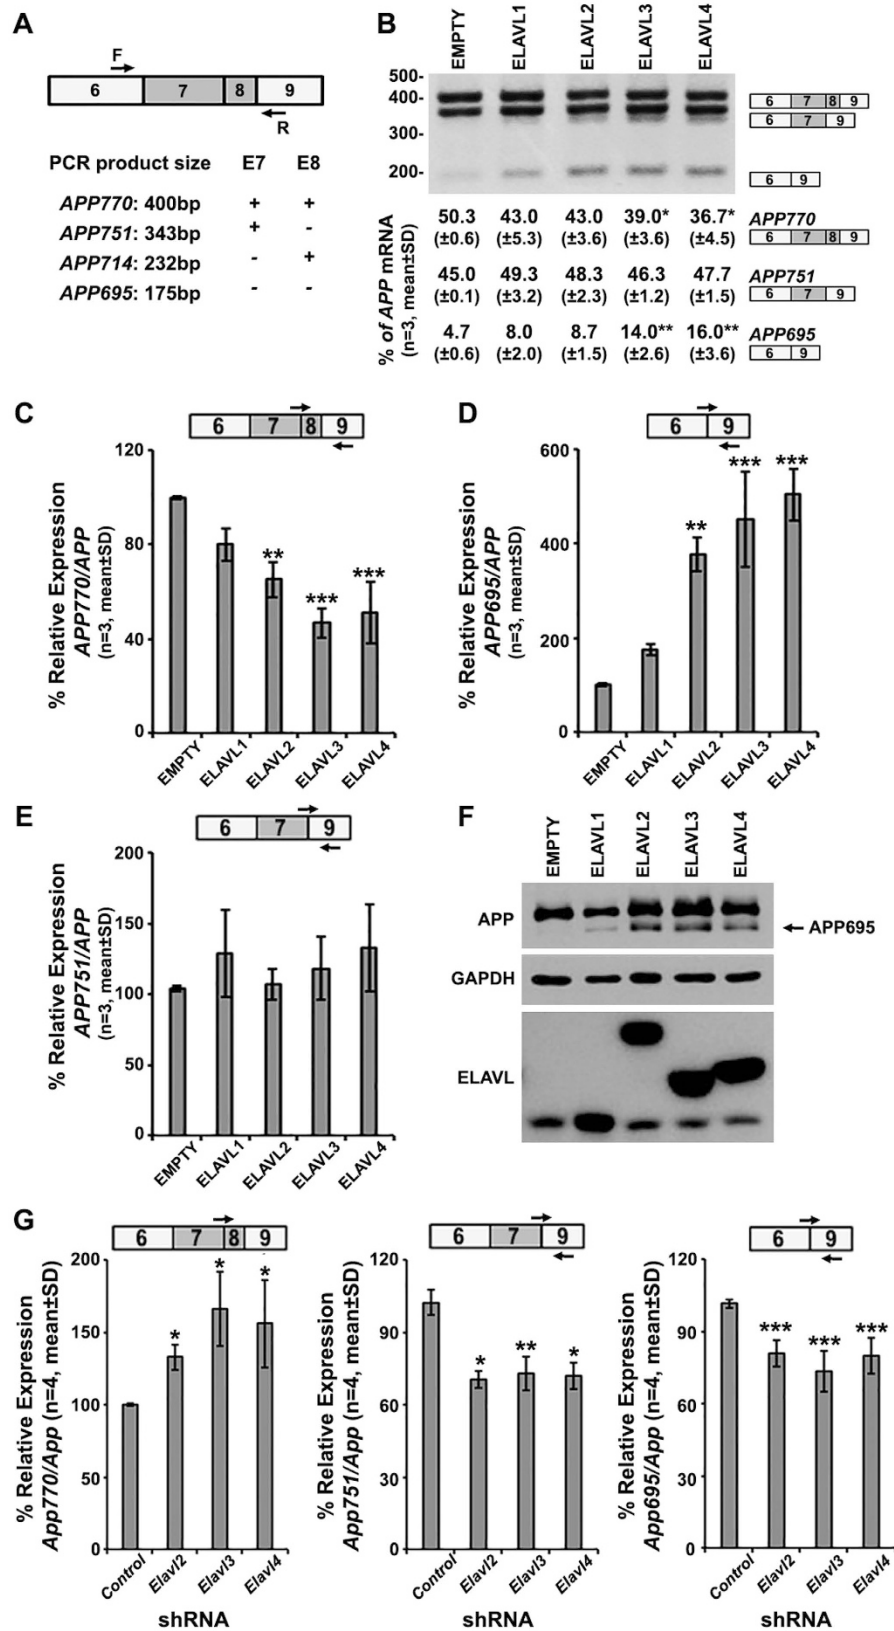 A
F
6 7 8 9
R
PCR product size E7 E8
APP770: 400bp + +
APP751: 343bp + -
APP714: 232bp - +
APP695: 175bp - -
B
EMPTY ELAVL1 ELAVL2 ELAVL3 ELAVL4
500-
400-
300-
200-
6 7 8 9
6 7 9
6 9
% of APP mRNA
(n=3, mean±SD)
50.3 43.0 43.0 39.0* 36.7* APP770
(±0.6) (±5.3) (±3.6) (±3.6) (±4.5) 6 7 8 9
45.0 49.3 48.3 46.3 47.7 APP751
(±0.1) (±3.2) (±2.3) (±1.2) (±1.5) 6 7 9
4.7 8.0 8.7 14.0** 16.0** APP695
(±0.6) (±2.0) (±1.5) (±2.6) (±3.6) 6 9
C
6 7 8 9
% Relative Expression
APP770/APP
(n=3, mean±SD)
120
80
40
0
** *** ***
EMPTY ELAVL1 ELAVL2 ELAVL3 ELAVL4
D
6 9
% Relative Expression
APP695/APP
(n=3, mean±SD)
600
400
200
0
** *** ***
EMPTY ELAVL1 ELAVL2 ELAVL3 ELAVL4
E
6 7 9
% Relative Expression
APP751/APP
(n=3, mean±SD)
200
150
100
50
0
EMPTY ELAVL1 ELAVL2 ELAVL3 ELAVL4
F
EMPTY ELAVL1 ELAVL2 ELAVL3 ELAVL4
APP
APP695
GAPDH
ELAVL
G
6 7 8 9
% Relative Expression
App770/App (n=4, mean±SD)
200
150
100
50
0
* * *
Control Elavl2 Elavl3 Elavl4
shRNA
6 7 9
% Relative Expression
App751/App (n=4, mean±SD)
120
90
60
30
0
* ** *
Control Elavl2 Elavl3 Elavl4
shRNA
6 9
% Relative Expression
App695/App (n=4, mean±SD)
120
90
60
30
0
*** *** ***
Control Elavl2 Elavl3 Elavl4
shRNA